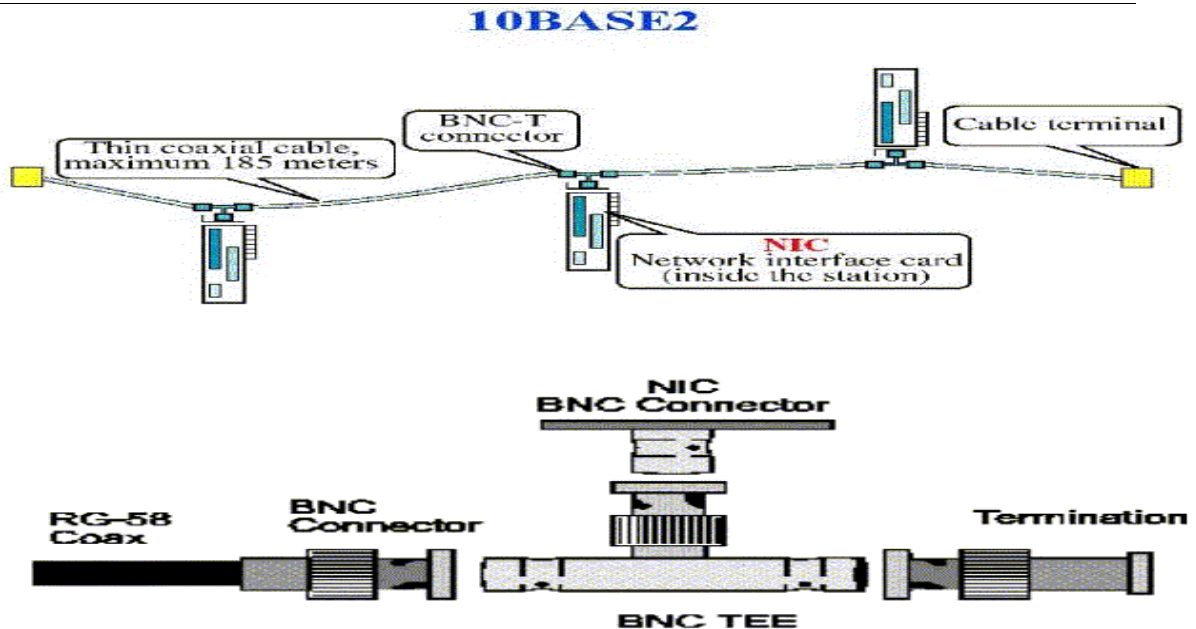 10BASE2
BNC-T
connector
Cable terminal
Thin coaxial cable,
maximum 185 meters
NIC
Network interface card
(inside the station)
NIC
BNC Connector
RG-58
Coax
BNC
Connector
Termination
BNC TEE